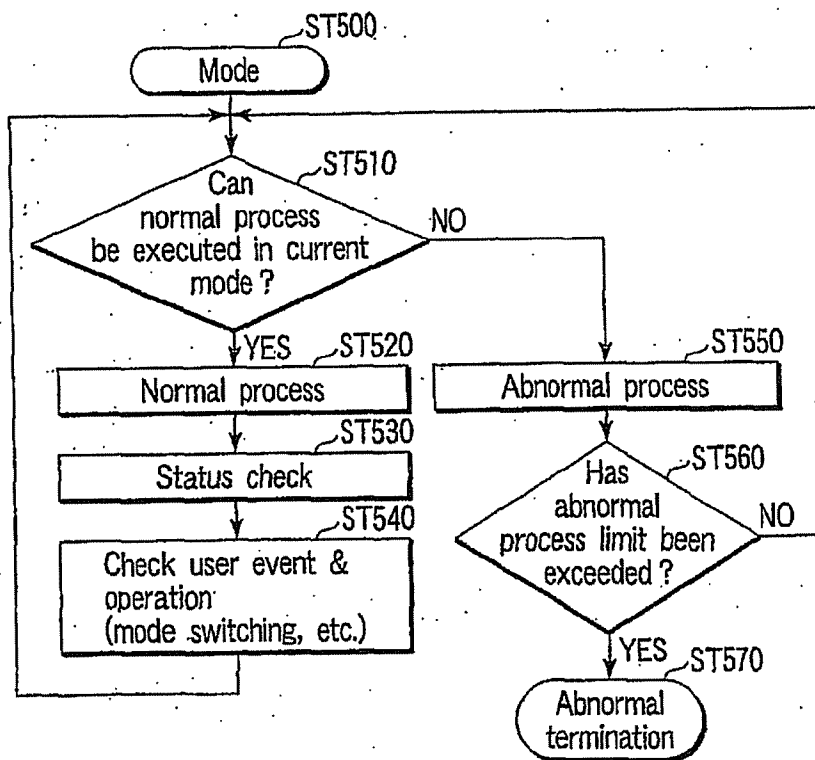 ST500
Mode
ST510
Can
normal process
be executed in current
mode ?
NO
YES
ST520
Normal process
ST530
Status check
ST540
Check user event &
operation
(mode switching, etc.)
ST550
Abnormal process
ST560
Has
abnormal
process limit been
exceeded ?
NO
YES
ST570
Abnormal
termination